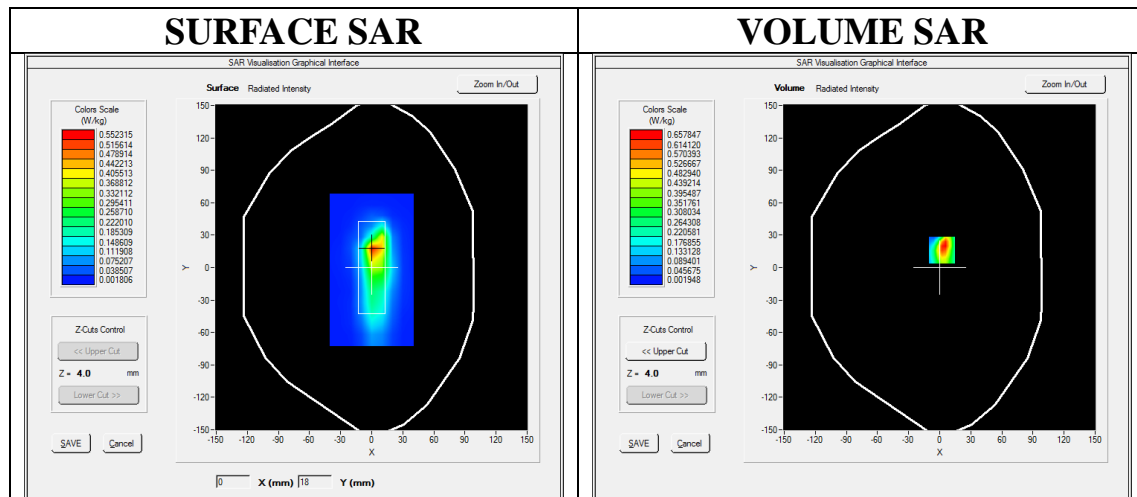 SURFACE SAR
VOLUME SAR
SAR Visualisation Graphical Interface
Surface Radiated Intensity
Zoom In/Out
Colors Scale
(W/kg)
0.552315
0.515614
0.478914
0.442213
0.405513
0.368812
0.332112
0.295411
0.258710
0.222010
0.185309
0.148609
0.111908
0.075207
0.038507
0.001806
Z-Cuts Control
<< Upper Cut
Z = 4.0 mm
Lower Cut >>
SAVE Cancel
150
120
90
60
30
0
-30
-60
-90
-120
-150
Y
-150 -120 -90 -60 -30 0 30 60 90 120 150
X
0 X (mm) 18 Y (mm)
SAR Visualisation Graphical Interface
Volume Radiated Intensity
Zoom In/Out
Colors Scale
(W/kg)
0.657847
0.614120
0.570393
0.526667
0.482940
0.439214
0.395487
0.351761
0.308034
0.264308
0.220581
0.176855
0.133128
0.089401
0.045675
0.001948
Z-Cuts Control
<< Upper Cut
Z = 4.0 mm
Lower Cut >>
SAVE Cancel
150
120
90
60
30
0
-30
-60
-90
-120
-150
Y
-150 -120 -90 -60 -30 0 30 60 90 120 150
X